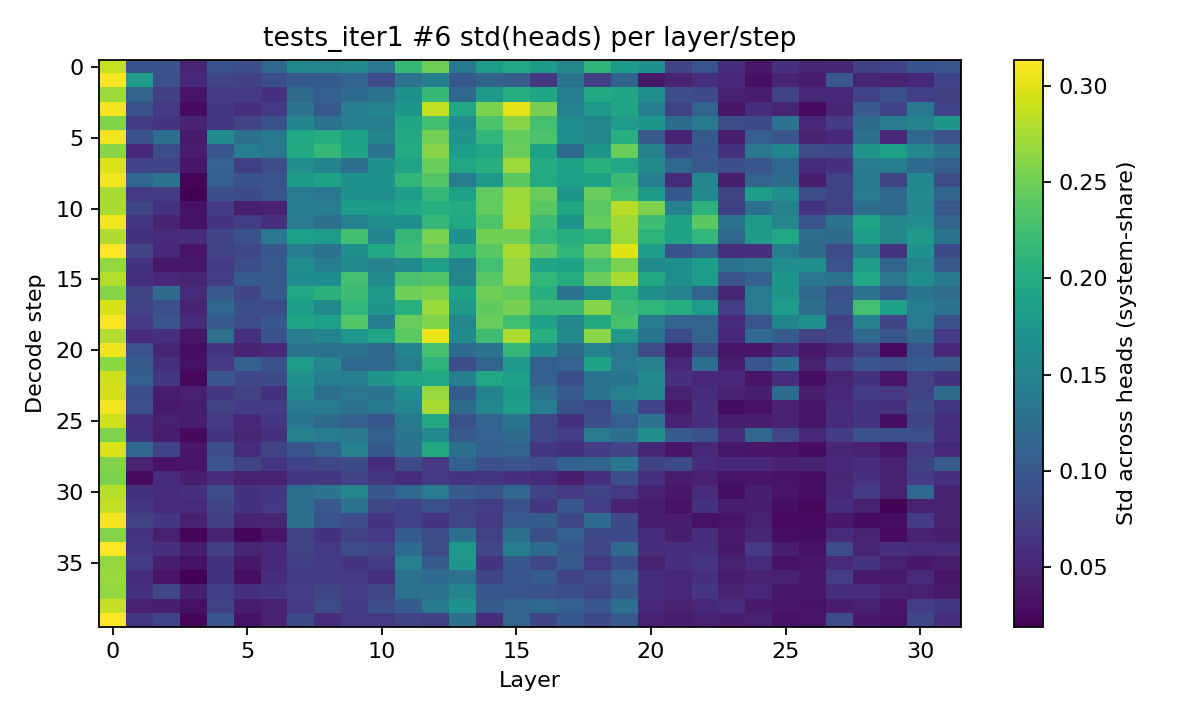 tests_iter1 #6 std(heads) per layer/step
0
5
10
15
20
25
30
35
Decode step
0 5 10 15 20 25 30
Layer
0.30
0.25
0.20
0.15
0.10
0.05
Std across heads (system-share)